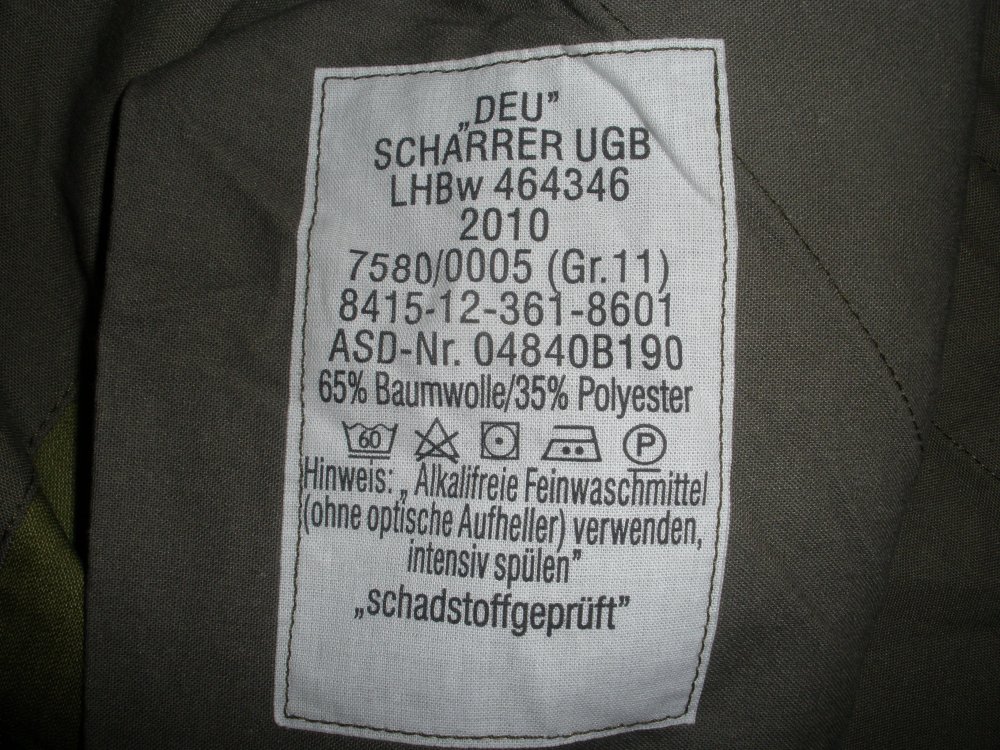 „DEU”
SCHARRER UGB
LHBw 464346
2010
7580/0005 (Gr.11)
8415-12-361-8601
ASD-Nr. 04840B190
65% Baumwolle/35% Polyester
60 P
Hinweis: „ Alkalifreie Feinwaschmittel
(ohne optische Aufheller) verwenden,
intensiv spülen”
„schadstoffgeprüft”